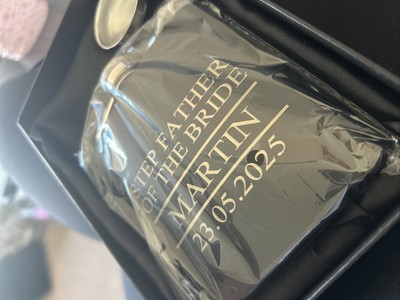 STEP FATHER
OF THE BRIDE
MARTIN
23.05.2025